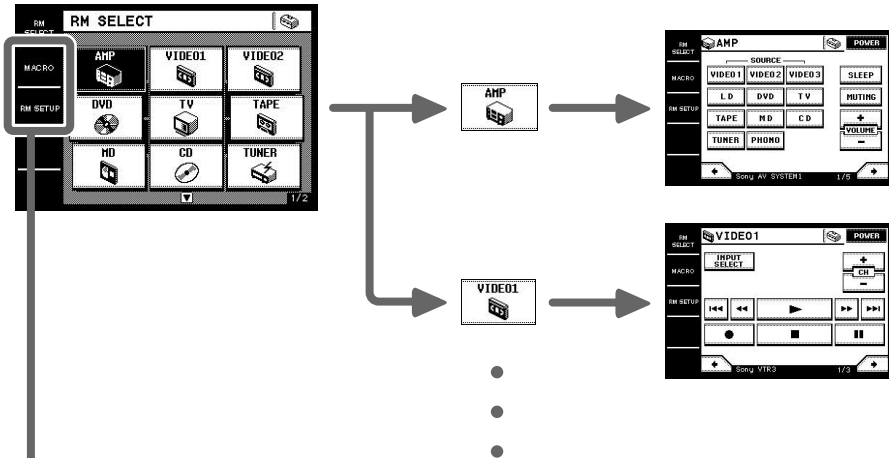 RM SELECT
MACRO
RM SETUP
RM SELECT
AMP
VIDEO1
VIDEO2
DVD
TV
TAPE
MD
CD
TUNER
1/2
AMP
VIDEO1
RM SELECT
MACRO
RM SETUP
AMP
POWER
SOURCE
VIDEO1 VIDEO2 VIDEO3
LD DVD TV
TAPE MD CD
TUNER PHONO
SLEEP
MUTING
+
VOLUME
−
Sony AV SYSTEM1
1/5
RM SELECT
MACRO
RM SETUP
VIDEO1
POWER
INPUT SELECT
+
CH
−
Sony VTR3
1/3